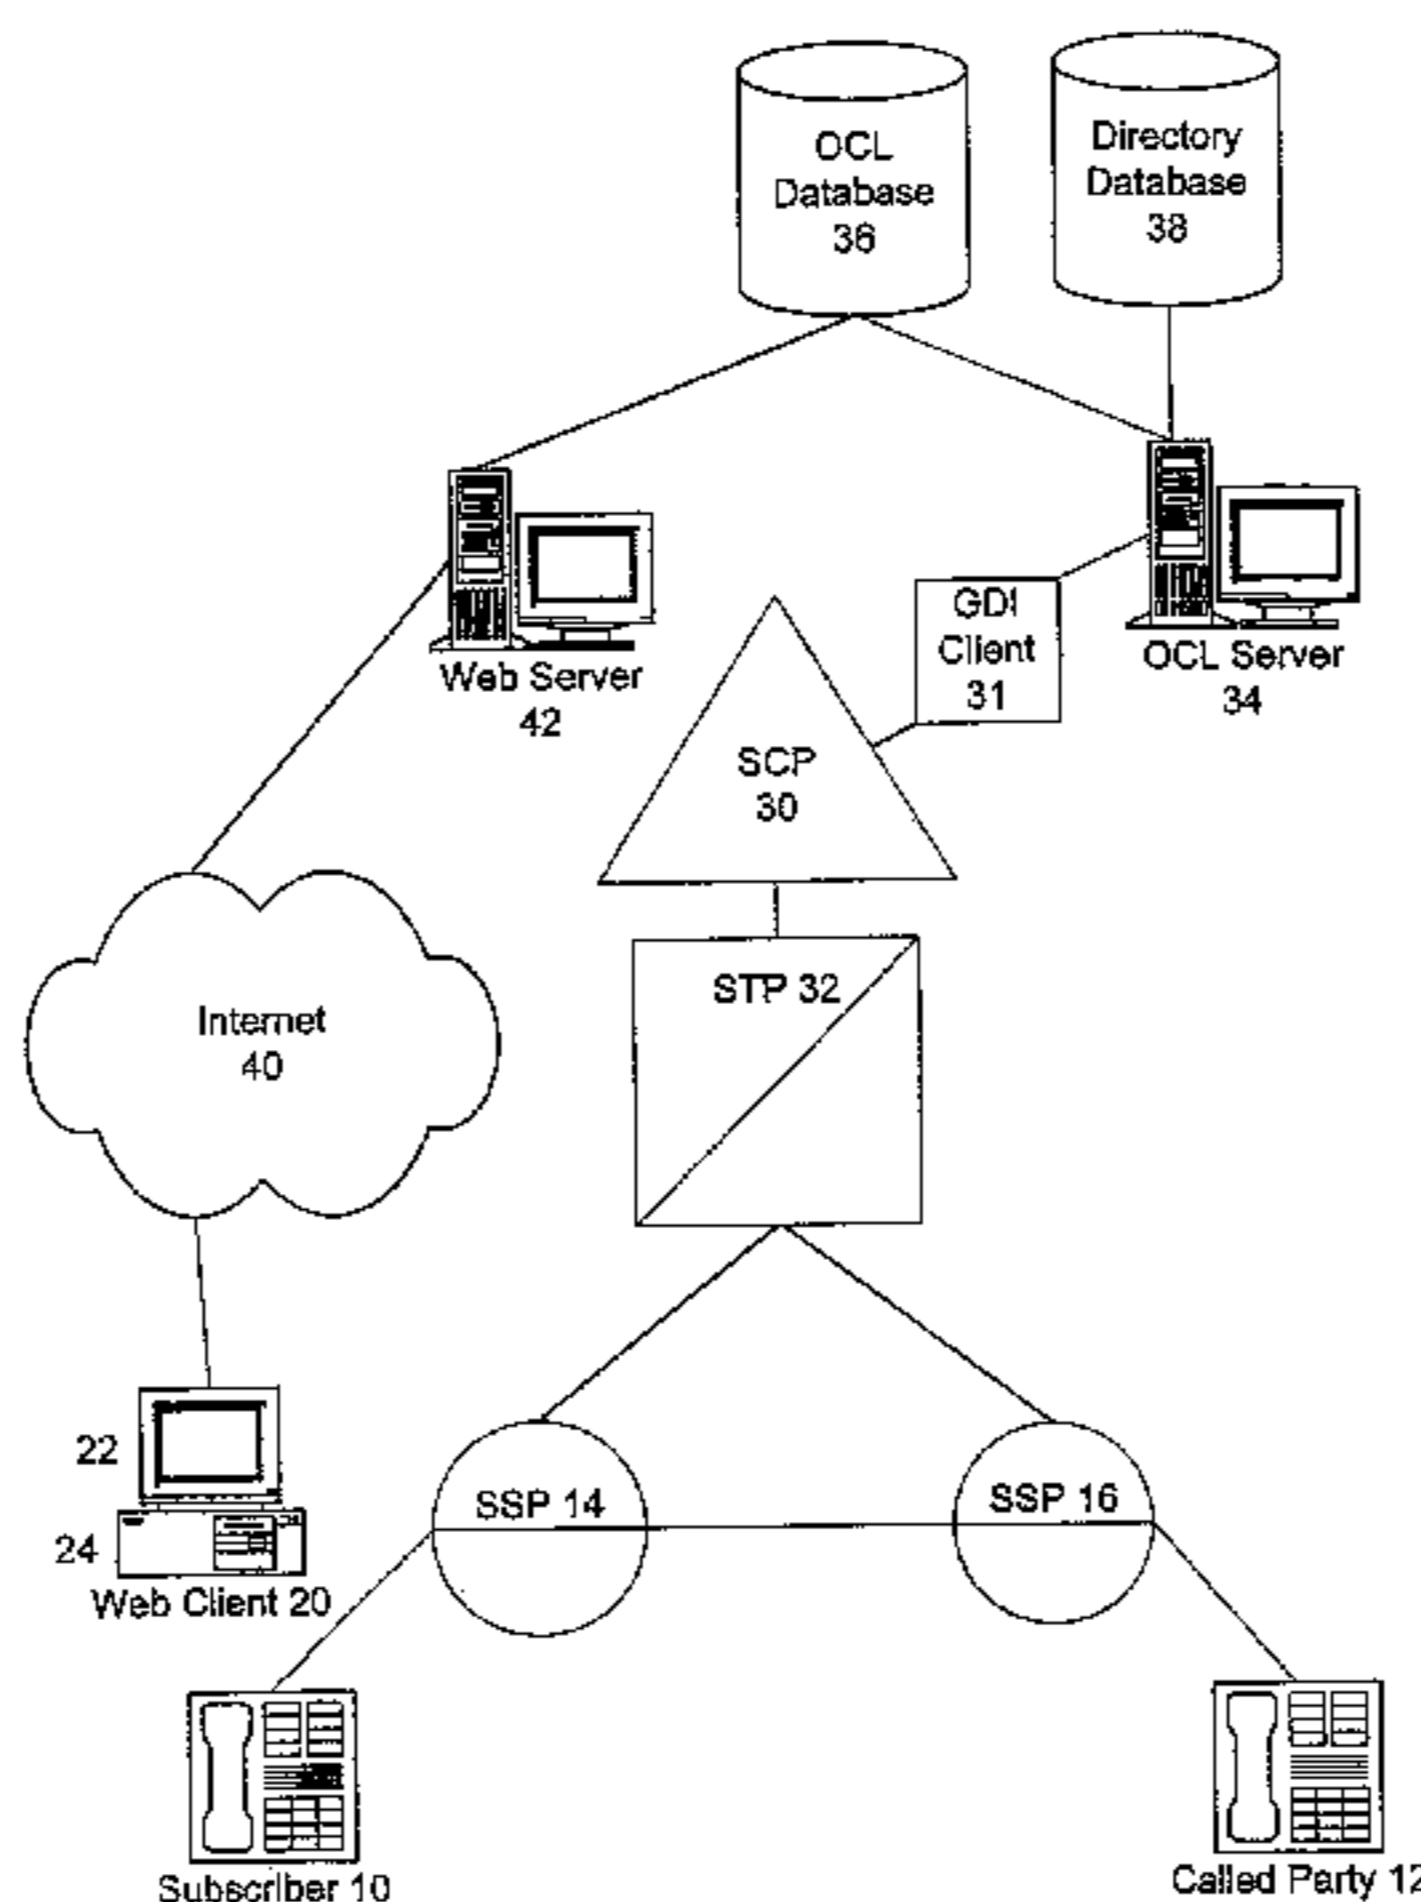 OCL
Database
36
Directory
Database
38
Web Server
42
GDI
Client
31
OCL Server
34
SCP
30
STP 32
Internet
40
22
24
Web Client 20
SSP 14
SSP 16
Subscriber 10
Called Party 12